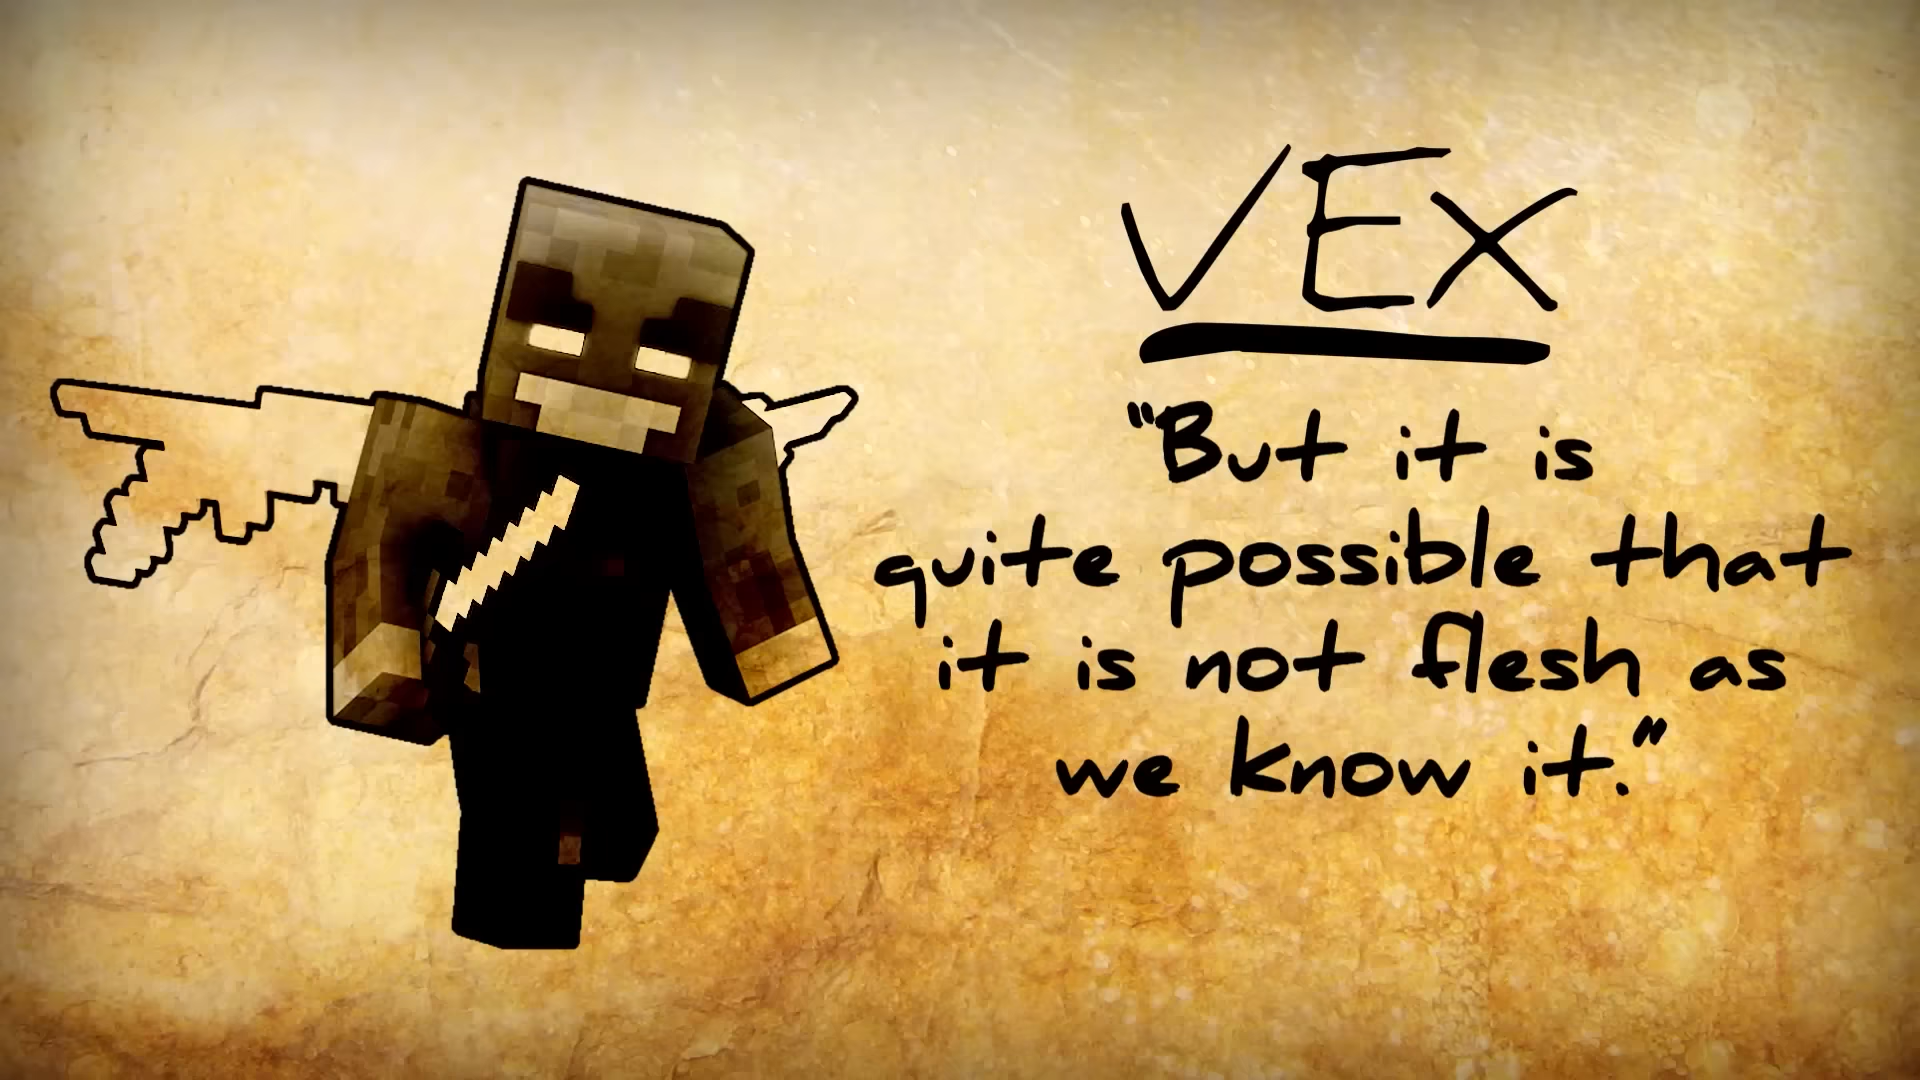 VEX
"But it is
quite possible that
it is not flesh as
we know it."